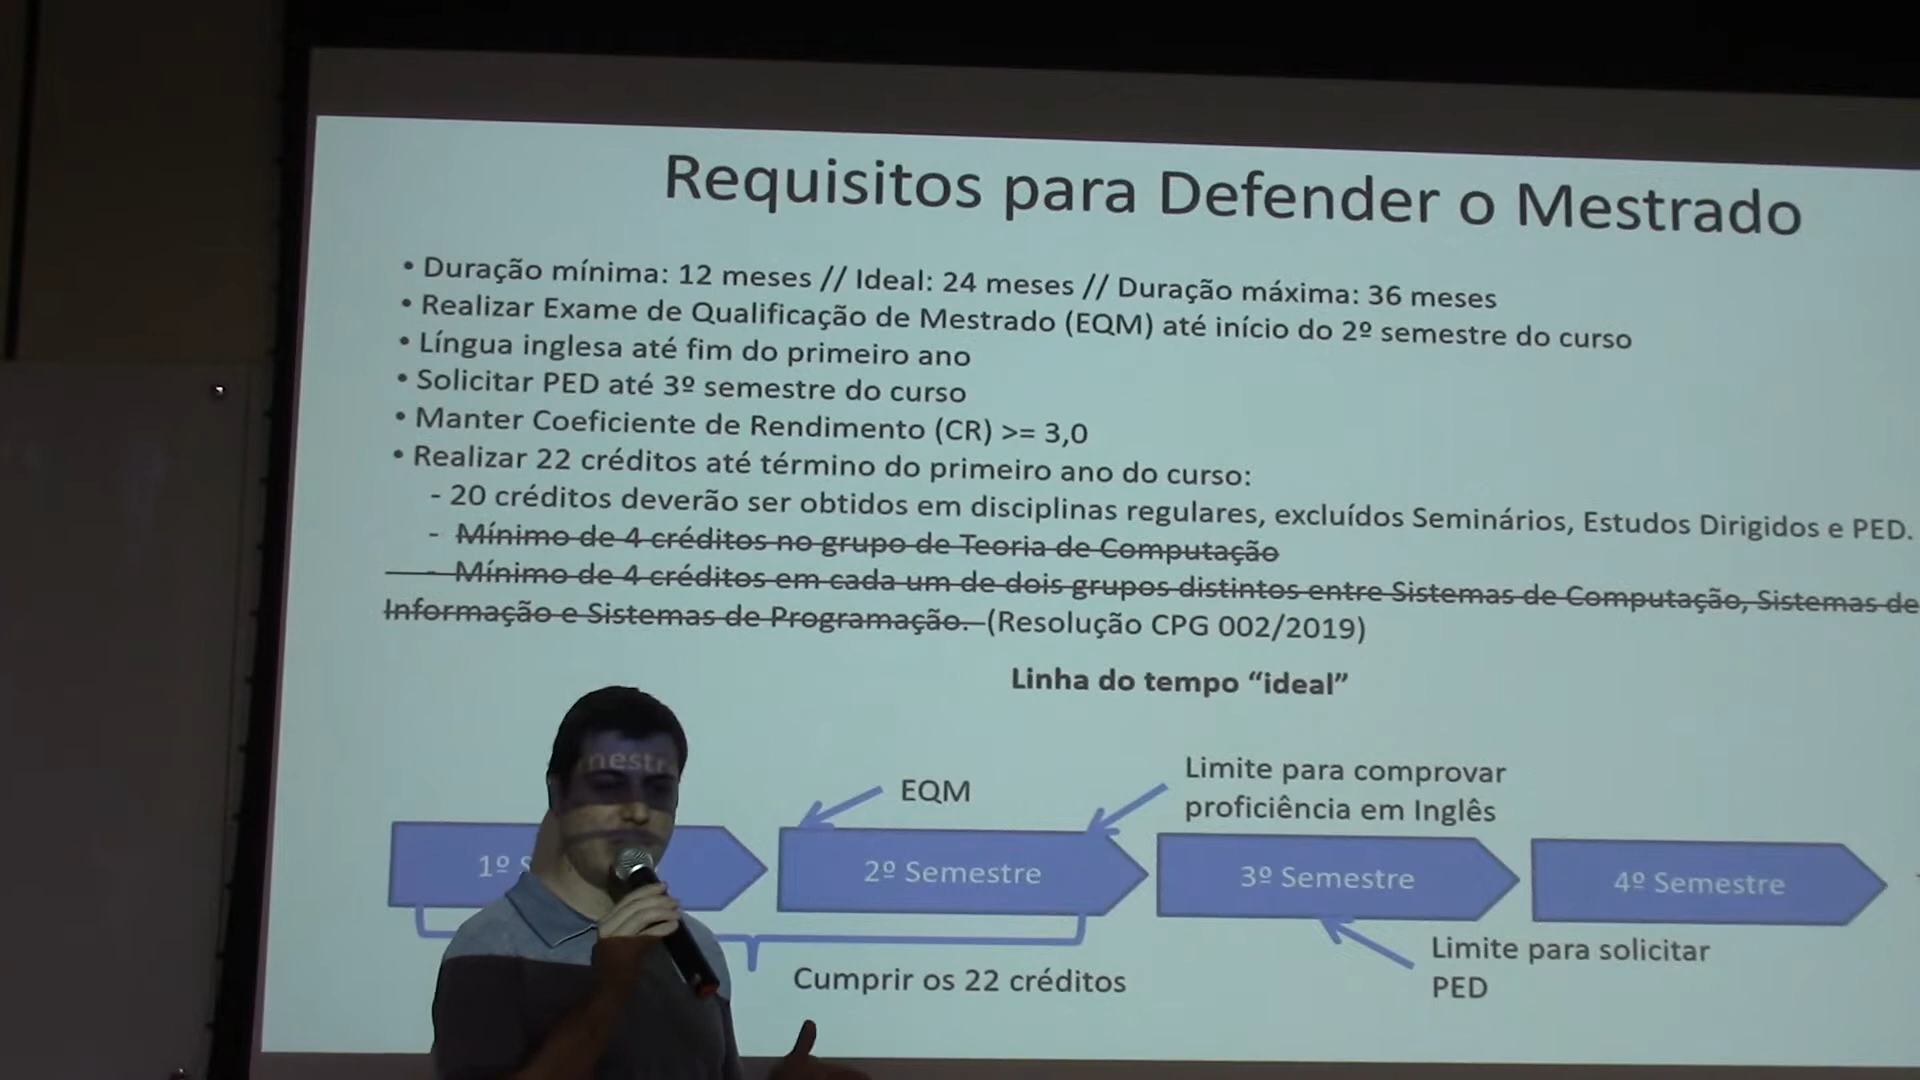 Requisitos para Defender o Mestrado
• Duração mínima: 12 meses // Ideal: 24 meses // Duração máxima: 36 meses
• Realizar Exame de Qualificação de Mestrado (EQM) até início do 2º semestre do curso
• Língua inglesa até fim do primeiro ano
• Solicitar PED até 3º semestre do curso
• Manter Coeficiente de Rendimento (CR) >= 3,0
• Realizar 22 créditos até término do primeiro ano do curso:
- 20 créditos deverão ser obtidos em disciplinas regulares, excluídos Seminários, Estudos Dirigidos e PED.
- Mínimo de 4 créditos no grupo de Teoria de Computação
- Mínimo de 4 créditos em cada um de dois grupos distintos entre Sistemas de Computação, Sistemas de
Informação e Sistemas de Programação. (Resolução CPG 002/2019)
Linha do tempo “ideal”
EQM
Limite para comprovar
proficiência em Inglês
1º
2º Semestre
3º Semestre
4º Semestre
Cumprir os 22 créditos
Limite para solicitar
PED